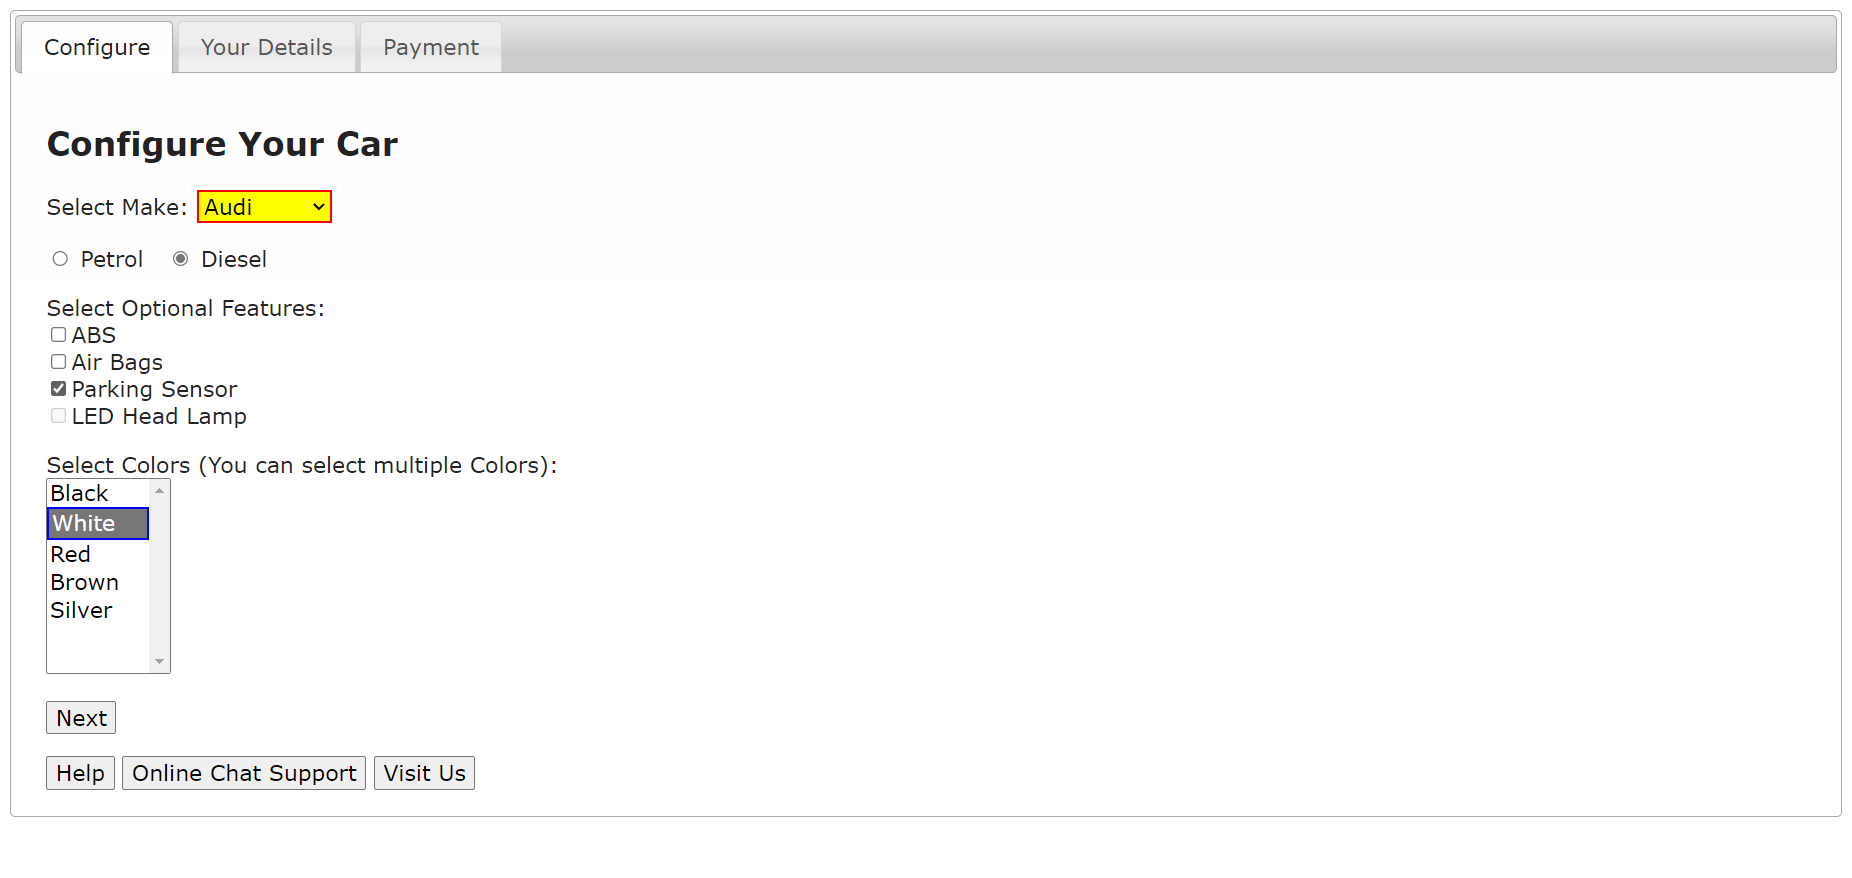 Configure Your Details Payment
Configure Your Car
Select Make: Audi
Petrol Diesel
Select Optional Features:
ABS
Air Bags
Parking Sensor
LED Head Lamp
Select Colors (You can select multiple Colors):
Black
White
Red
Brown
Silver
Next
Help Online Chat Support Visit Us